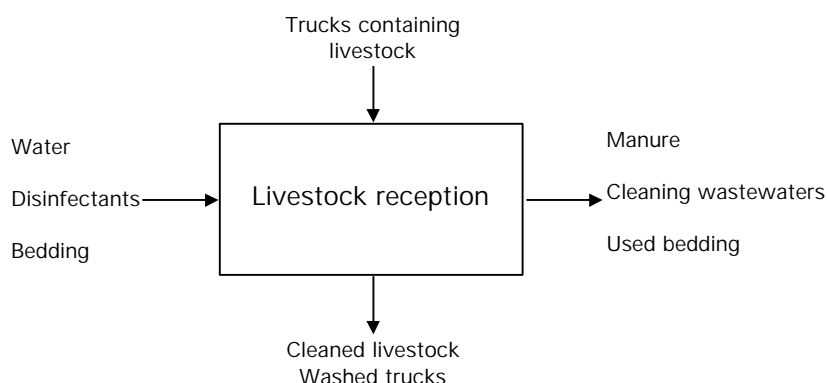 Trucks containing
livestock
Water
Disinfectants
Bedding
Livestock reception
Manure
Cleaning wastewaters
Used bedding
Cleaned livestock
Washed trucks